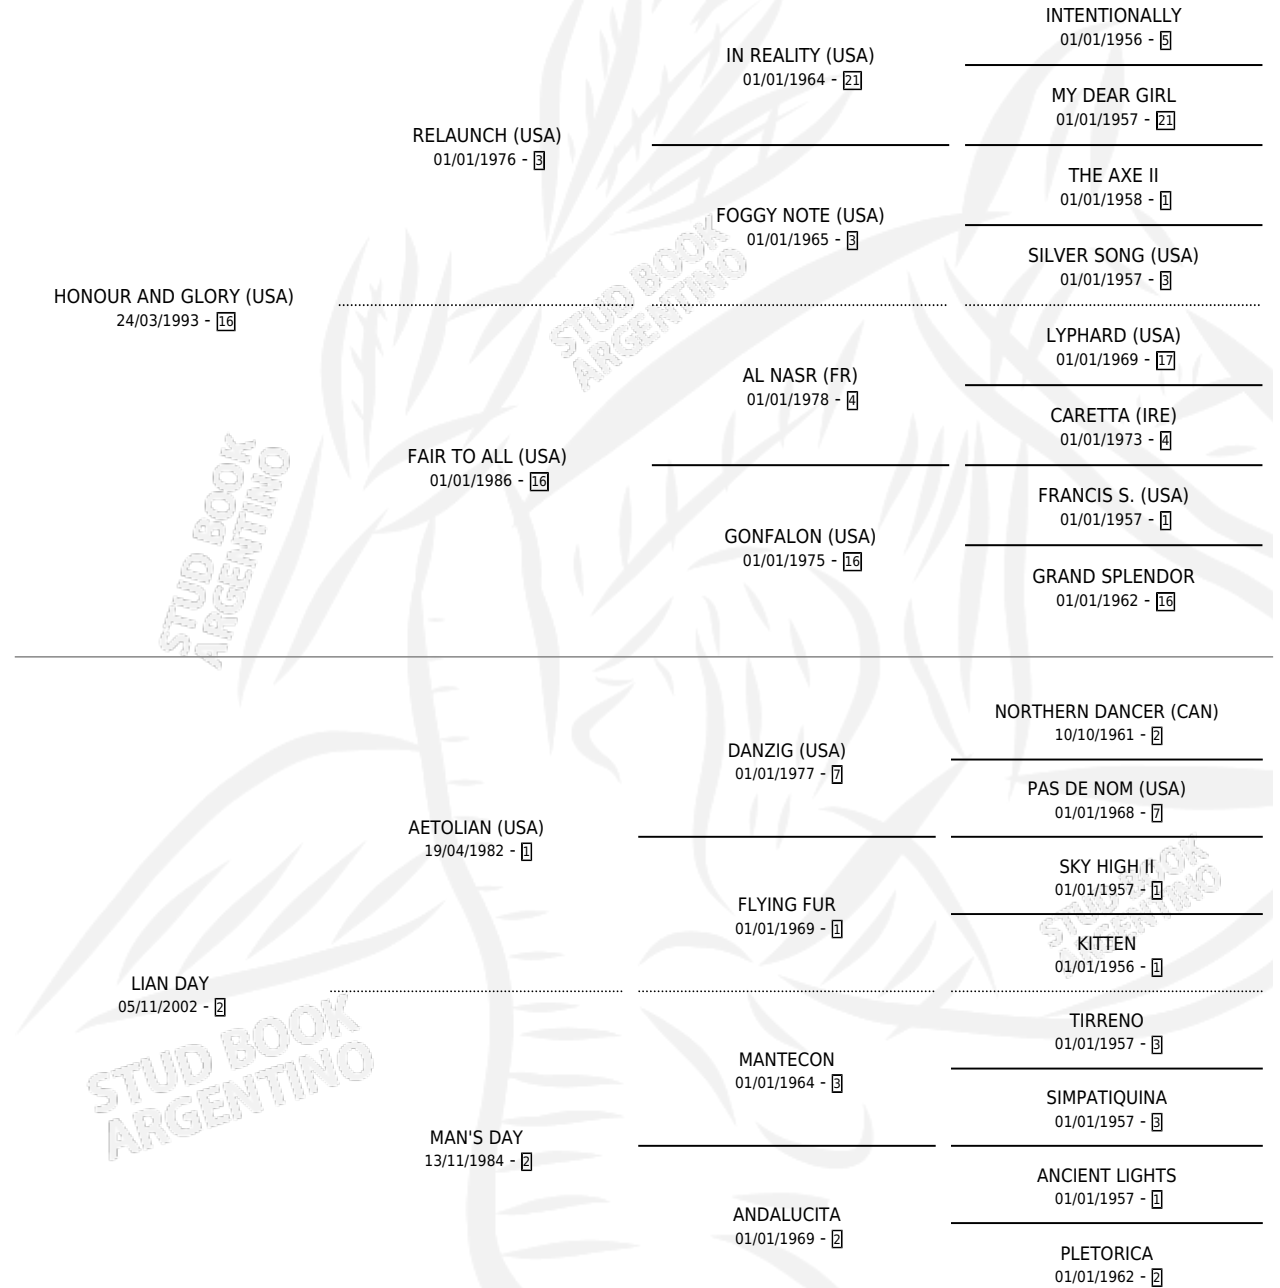 INTENTIONALLY
01/01/1956 - 5
IN REALITY (USA)
01/01/1964 - 21
MY DEAR GIRL
01/01/1957 - 21
RELAUNCH (USA)
01/01/1976 - 3
THE AXE II
01/01/1958 - 1
FOGGY NOTE (USA)
01/01/1965 - 3
SILVER SONG (USA)
01/01/1957 - 3
HONOUR AND GLORY (USA)
24/03/1993 - 16
LYPHARD (USA)
01/01/1969 - 17
AL NASR (FR)
01/01/1978 - 4
CARETTA (IRE)
01/01/1973 - 4
FAIR TO ALL (USA)
01/01/1986 - 16
FRANCIS S. (USA)
01/01/1957 - 1
GONFALON (USA)
01/01/1975 - 16
GRAND SPLENDOR
01/01/1962 - 16
NORTHERN DANCER (CAN)
10/10/1961 - 2
DANZIG (USA)
01/01/1977 - 7
PAS DE NOM (USA)
01/01/1968 - 7
AETOLIAN (USA)
19/04/1982 - 1
SKY HIGH II
01/01/1957 - 1
FLYING FUR
01/01/1969 - 1
KITTEN
01/01/1956 - 1
LIAN DAY
05/11/2002 - 2
TIRRENO
01/01/1957 - 3
MANTECON
01/01/1964 - 3
SIMPATIQUINA
01/01/1957 - 3
MAN'S DAY
13/11/1984 - 2
ANCIENT LIGHTS
01/01/1957 - 1
ANDALUCITA
01/01/1969 - 2
PLETORICA
01/01/1962 - 2
STUD BOOK
ARGENTINO
STUD BOOK
ARGENTINO
STUD BOOK
ARGENTINO
STUD BOOK
ARGENTINO